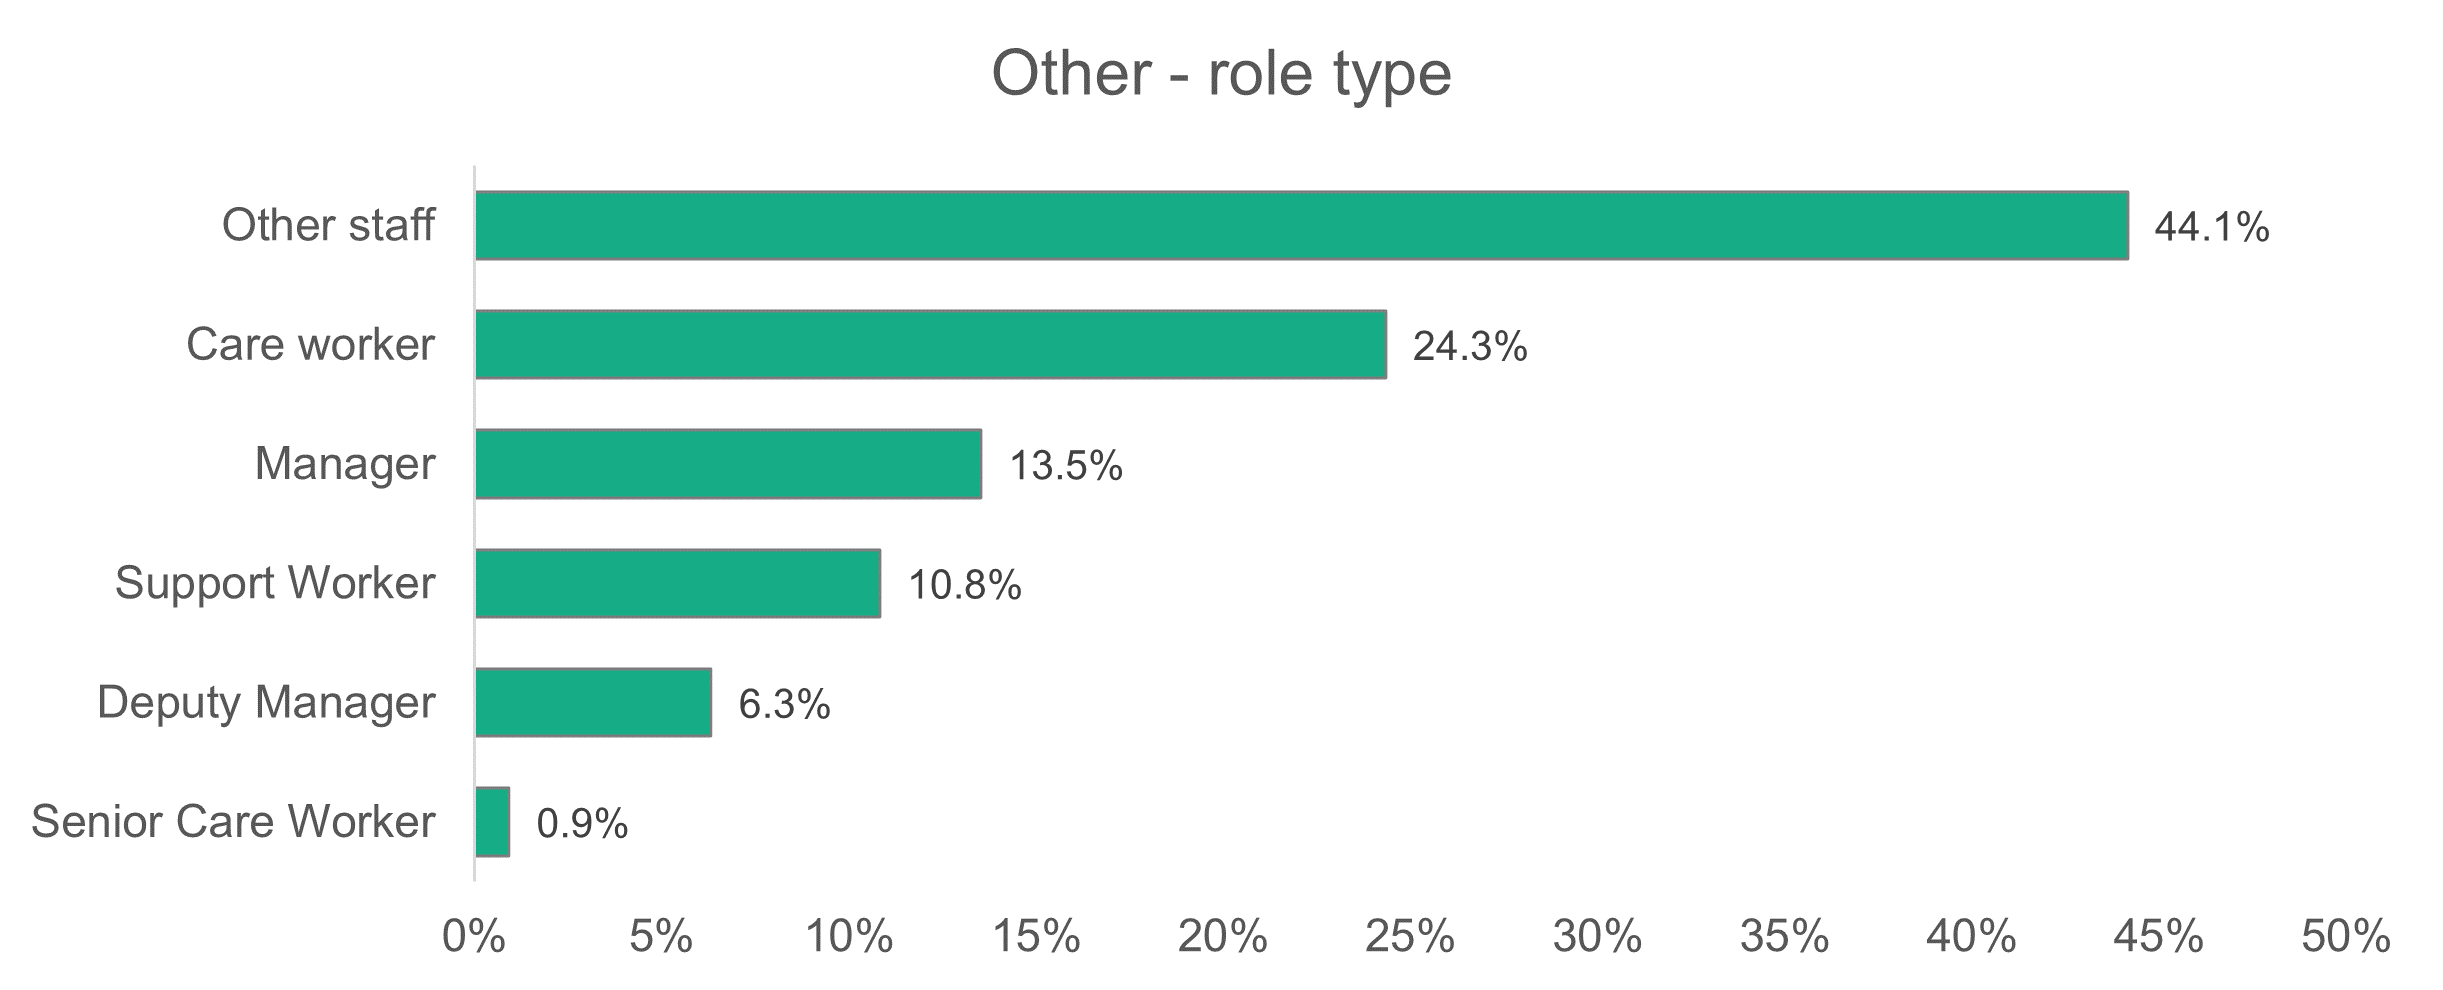 Other - role type
Other staff 44.1%
Care worker 24.3%
Manager 13.5%
Support Worker 10.8%
Deputy Manager 6.3%
Senior Care Worker 0.9%
0% 5% 10% 15% 20% 25% 30% 35% 40% 45% 50%